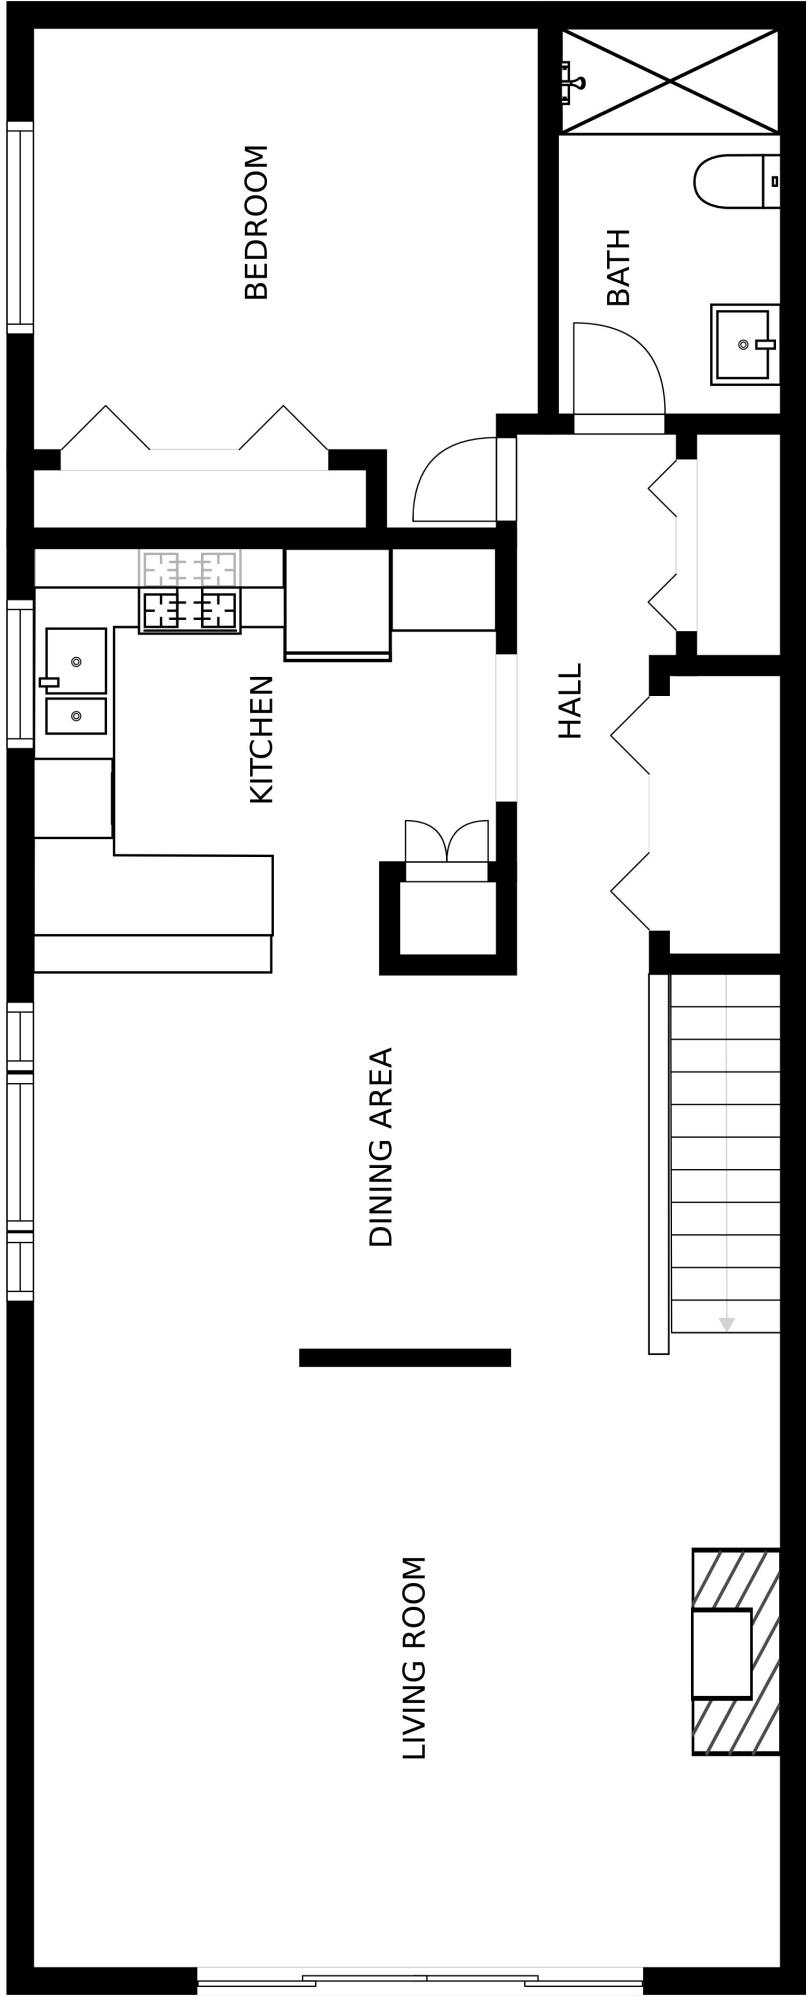 BEDROOM
BATH
KITCHEN
HALL
DINING AREA
LIVING ROOM